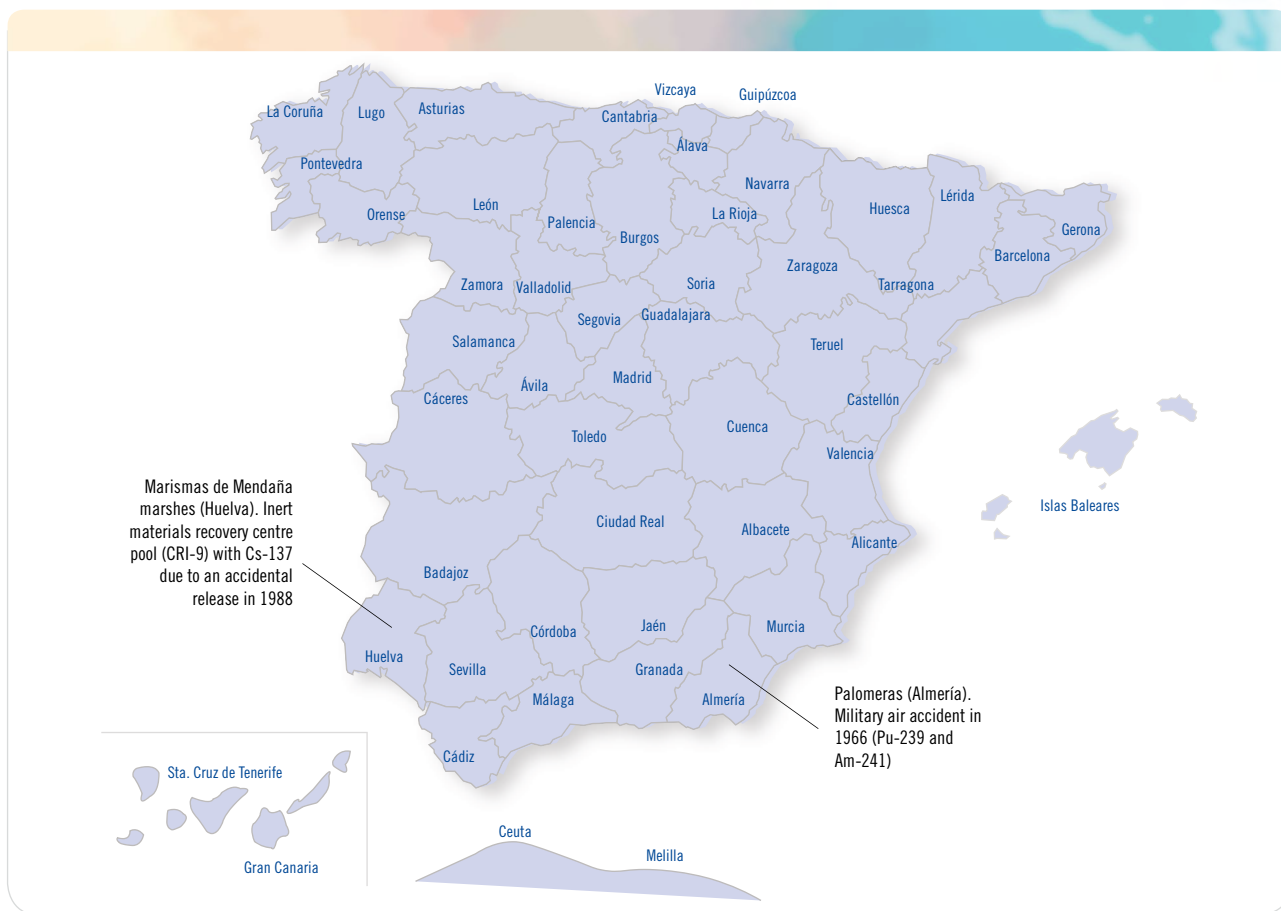 Vizcaya
Guipúzcoa
La Coruña
Lugo
Asturias
Cantabria
Álava
Pontevedra
Navarra
Lérida
Huesca
Orense
León
Palencia
La Rioja
Burgos
Gerona
Barcelona
Zaragoza
Zamora
Valladolid
Soria
Tarragona
Segovia
Guadalajara
Salamanca
Teruel
Ávila
Madrid
Cáceres
Castellón
Cuenca
Toledo
Valencia
Islas Baleares
Marismas de Mendaña
marshes (Huelva). Inert
materials recovery centre
pool (CRI-9) with Cs-137
due to an accidental
release in 1988
Ciudad Real
Albacete
Alicante
Badajoz
Córdoba
Jaén
Murcia
Huelva
Sevilla
Granada
Málaga
Almería
Palomeras (Almería).
Military air accident in
1966 (Pu-239 and
Am-241)
Cádiz
Sta. Cruz de Tenerife
Gran Canaria
Ceuta
Melilla